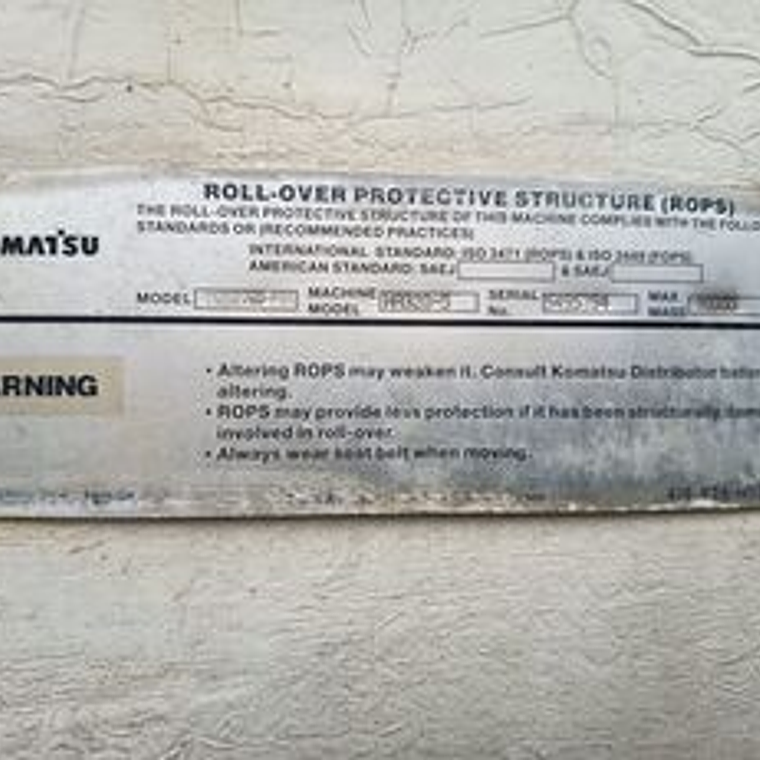 ROLL-OVER PROTECTIVE STRUCTURE (ROPS)
THE ROLL-OVER PROTECTIVE STRUCTURE OF THIS MACHINE COMPLIES WITH THE FOLLO
STANDARDS OR (RECOMMENDED PRACTICES)
MATSU
INTERNATIONAL STANDARD: ISO 3471 (ROPS) & ISO 3449 (FOPS)
AMERICAN STANDARD: SAEJ & SAEJ
MODEL MACHINE MODEL SERIAL No. MAX MASS
RNING
• Altering ROPS may weaken it. Consult Komatsu Distributor before
altering.
• ROPS may provide less protection if it has been structurally dam
involved in roll-over.
• Always wear seat belt when moving.